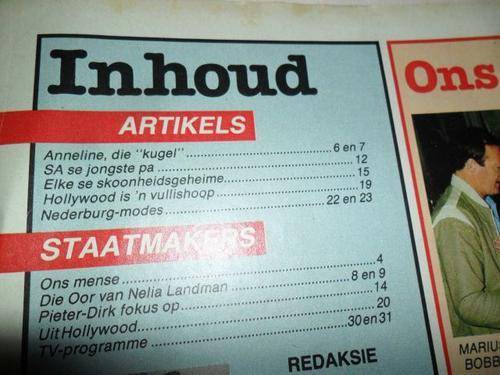 Inhoud
ARTIKELS
Anneline, die "kugel"..........6 en 7
SA se jongste pa..........12
Elke se skoonheidsgeheime..........15
Hollywood is 'n vullishoop..........19
Nederburg-modes..........22 en 23
STAATMAKERS
Ons mense..........4
Die Oor van Nelia Landman..........8 en 9
Pieter-Dirk fokus op..........14
Uit Hollywood..........20
TV-programme..........30 en 31
REDAKSIE
Ons
MARIUS
BOBB